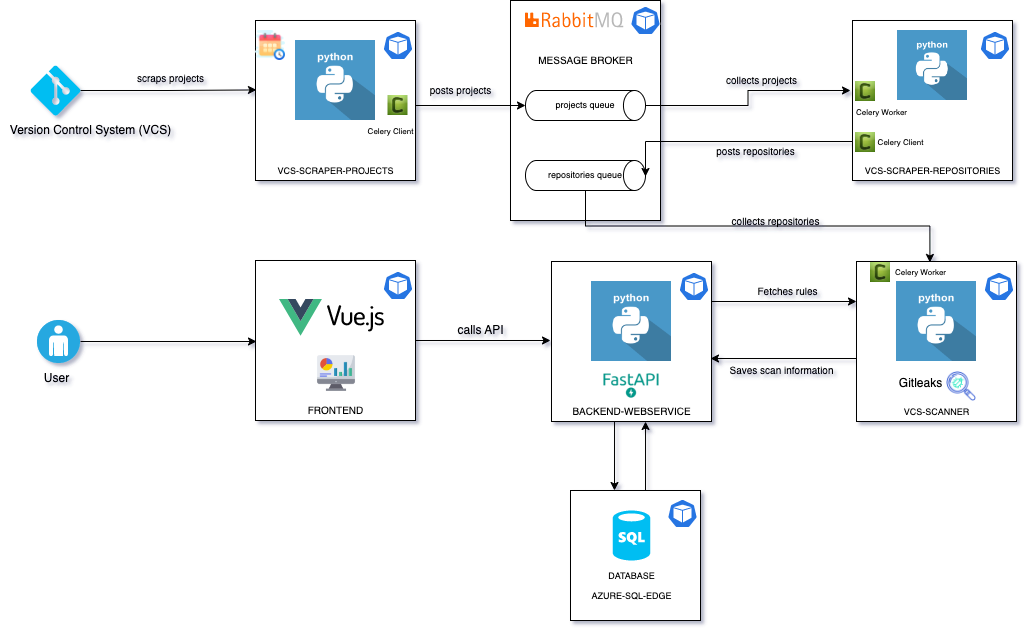 Version Control System (VCS)
scraps projects
python
C
Celery Client
VCS-SCRAPER-PROJECTS
posts projects
RabbitMQ
MESSAGE BROKER
projects queue
repositories queue
collects projects
posts repositories
python
C
Celery Worker
C
Celery Client
VCS-SCRAPER-REPOSITORIES
collects repositories
User
Vue.js
FRONTEND
calls API
python
FastAPI
BACKEND-WEBSERVICE
Fetches rules
Saves scan information
C
Celery Worker
python
Gitleaks
VCS-SCANNER
SQL
DATABASE
AZURE-SQL-EDGE